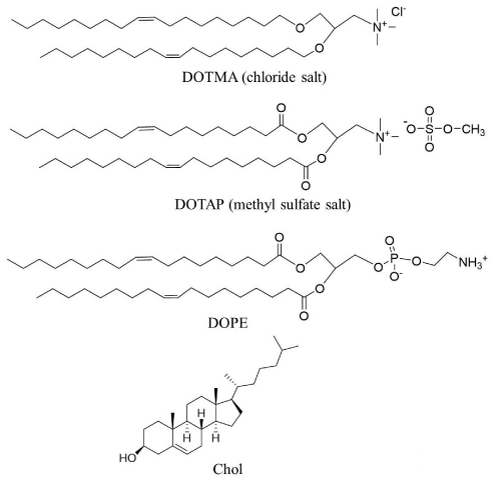 Cl-
O
N+
O
DOTMA (chloride salt)
O
O
N+
-O-S-O-CH3
O
O
O
O
DOTAP (methyl sulfate salt)
O
O
O
O-P-O
O-
NH3+
O
O
DOPE
H
H
H
HO
Chol